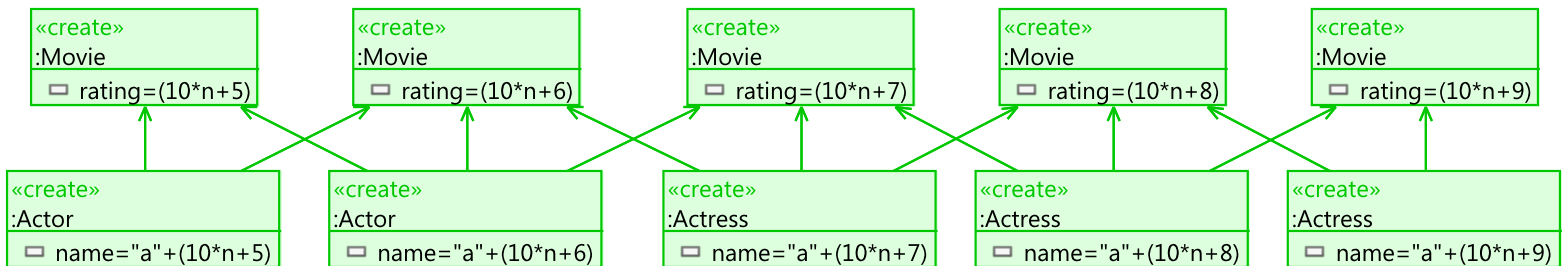 «create»
:Movie
rating=(10*n+5)
«create»
:Movie
rating=(10*n+6)
«create»
:Movie
rating=(10*n+7)
«create»
:Movie
rating=(10*n+8)
«create»
:Movie
rating=(10*n+9)
«create»
:Actor
name="a"+(10*n+5)
«create»
:Actor
name="a"+(10*n+6)
«create»
:Actress
name="a"+(10*n+7)
«create»
:Actress
name="a"+(10*n+8)
«create»
:Actress
name="a"+(10*n+9)